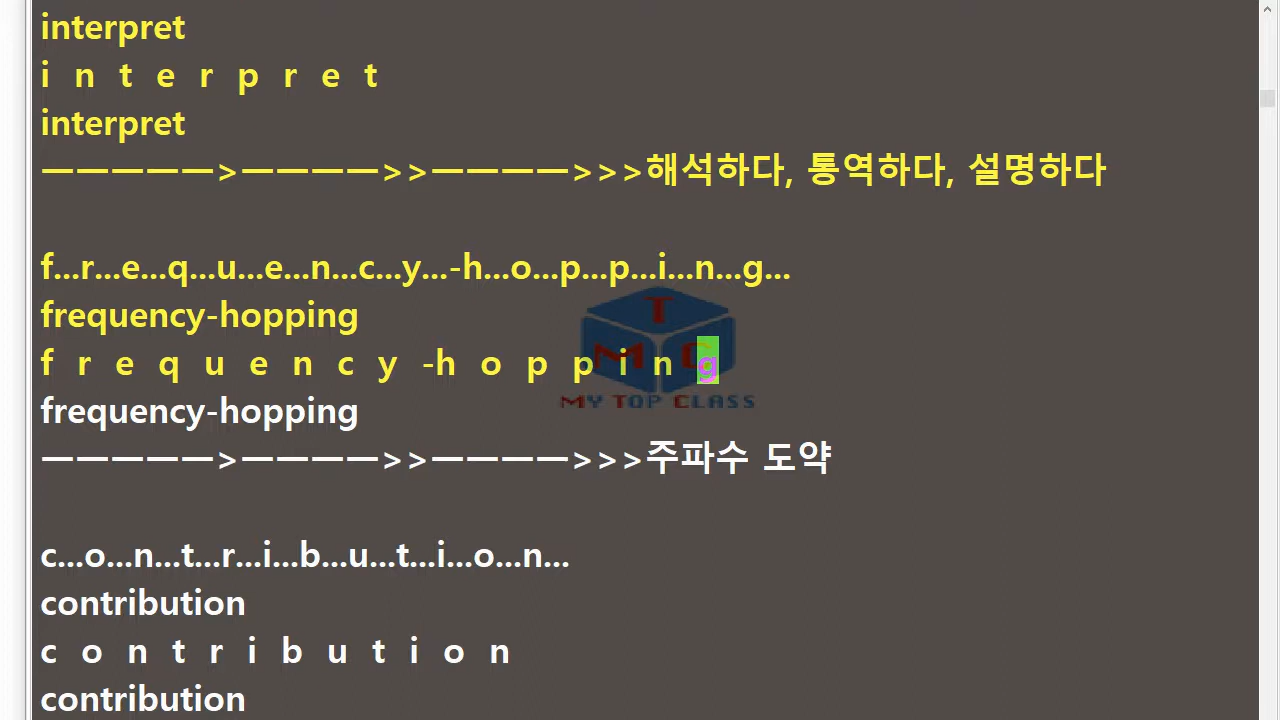 interpret
i n t e r p r e t
interpret
—————>————>>————>>>해석하다, 통역하다, 설명하다
f...r...e...q...u...e...n...c...y...-h...o...p...p...i...n...g...
frequency-hopping
f r e q u e n c y -h o p p i n g
frequency-hopping
—————>————>>————>>>주파수 도약
c...o...n...t...r...i...b...u...t...i...o...n...
contribution
c o n t r i b u t i o n
contribution
T M C
MY TOP CLASS